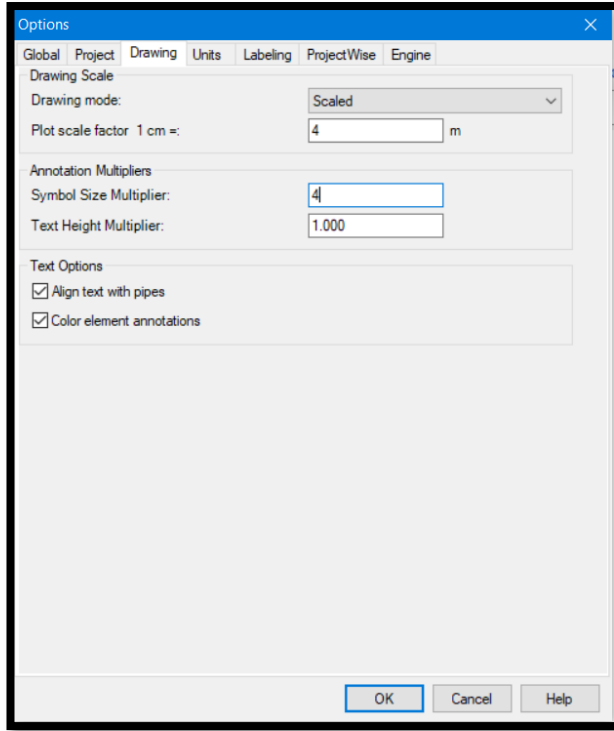 Options
Global Project Drawing Units Labeling ProjectWise Engine
Drawing Scale
Drawing mode: Scaled
Plot scale factor 1 cm =: 4 m
Annotation Multipliers
Symbol Size Multiplier: 4
Text Height Multiplier: 1.000
Text Options
Align text with pipes
Color element annotations
OK Cancel Help